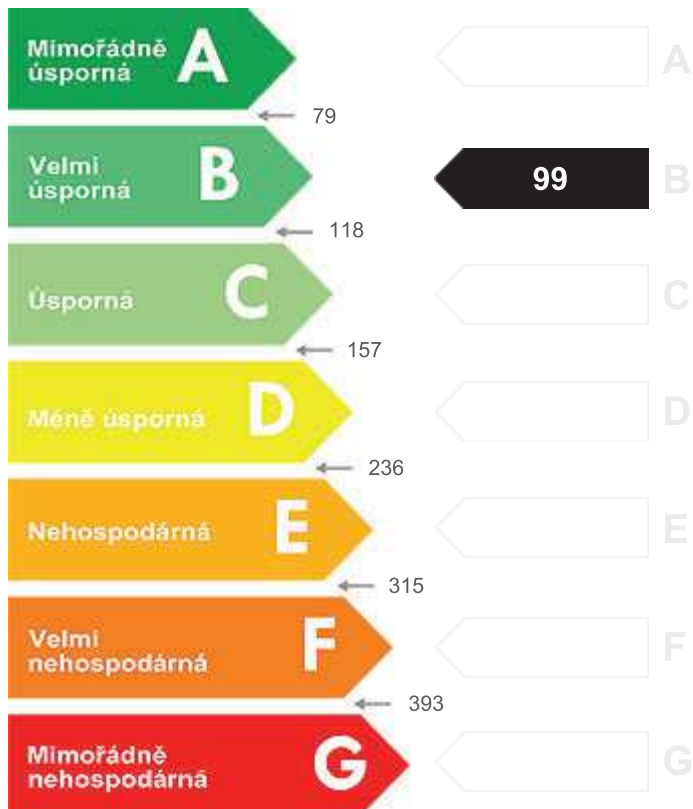 Mimořádně
úsporná
A
A
79
Velmi
úsporná
B
99
B
118
Úsporná
C
C
157
Méně úsporná
D
D
236
Nehospodárná
E
E
315
Velmi
nehospodárná
F
F
393
Mimořádně
nehospodárná
G
G